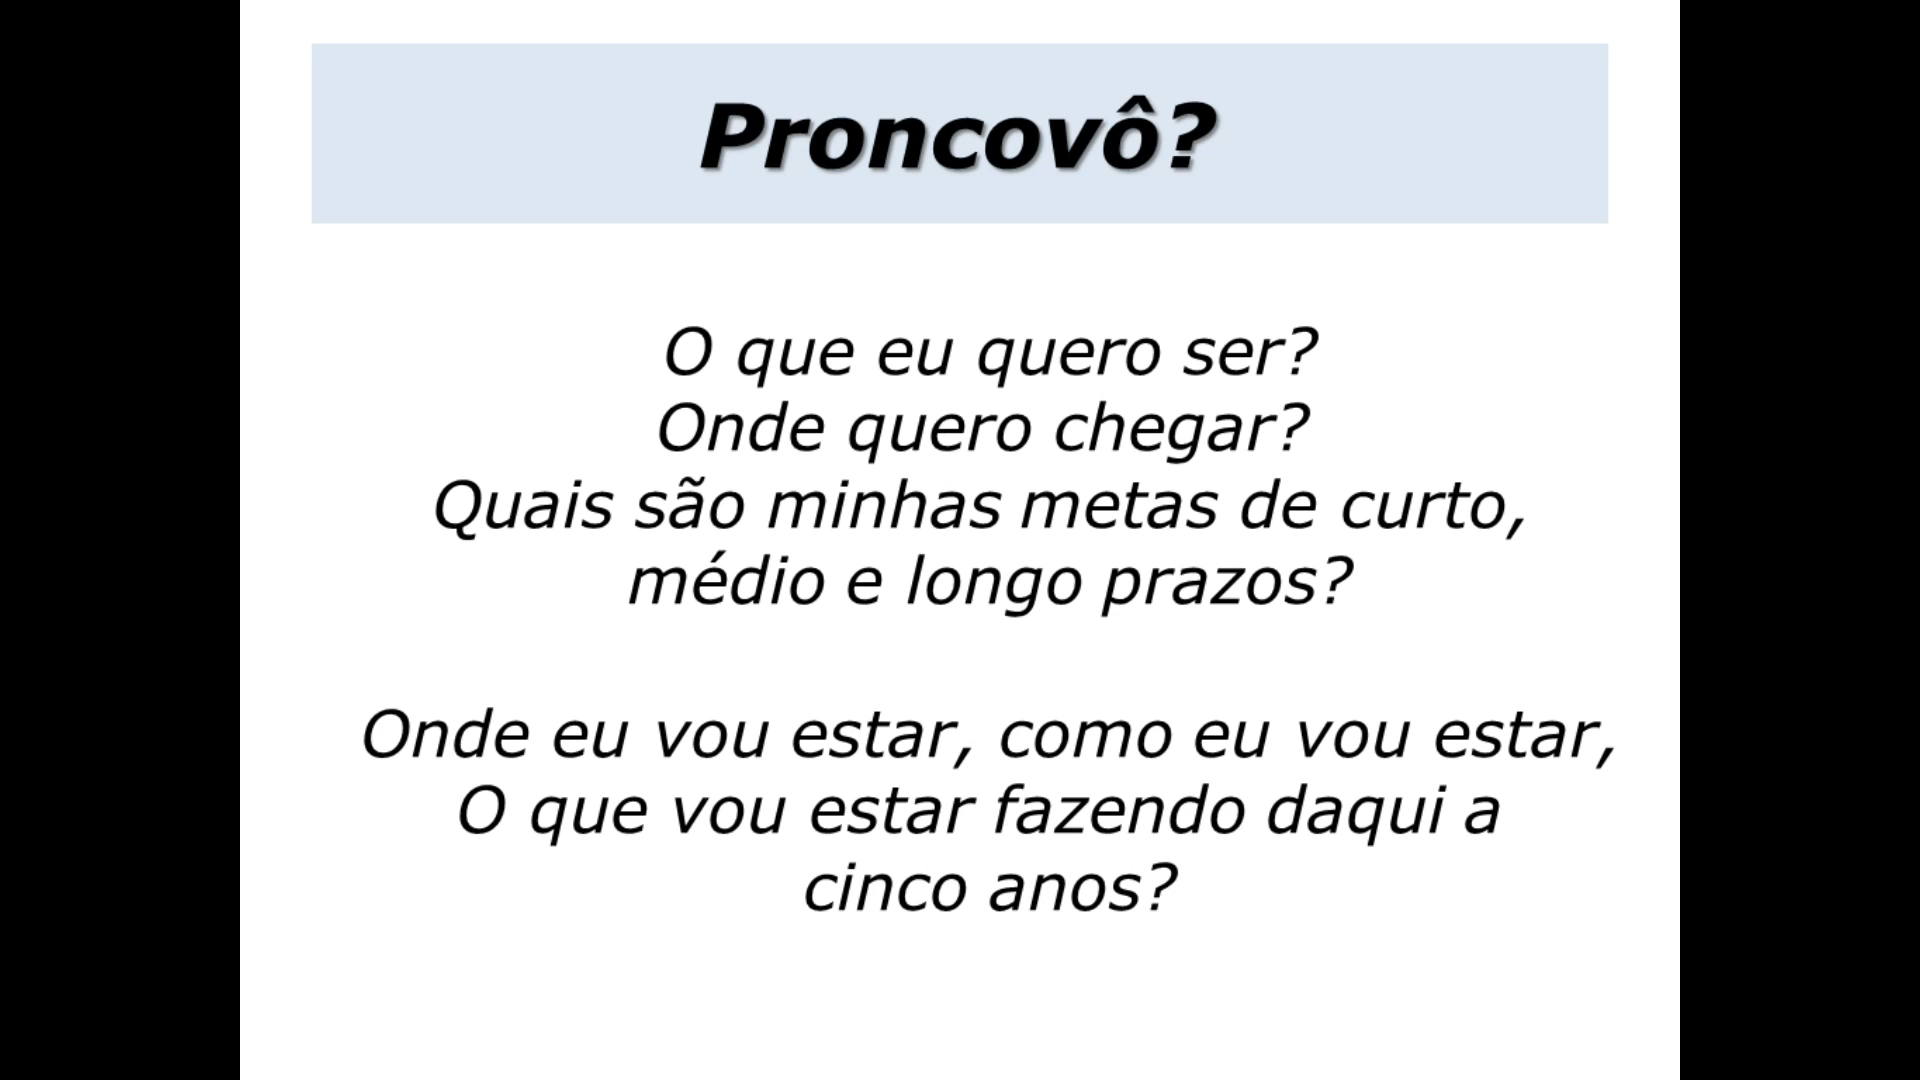 Proncovô?
O que eu quero ser?
Onde quero chegar?
Quais são minhas metas de curto,
médio e longo prazos?
Onde eu vou estar, como eu vou estar,
O que vou estar fazendo daqui a
cinco anos?